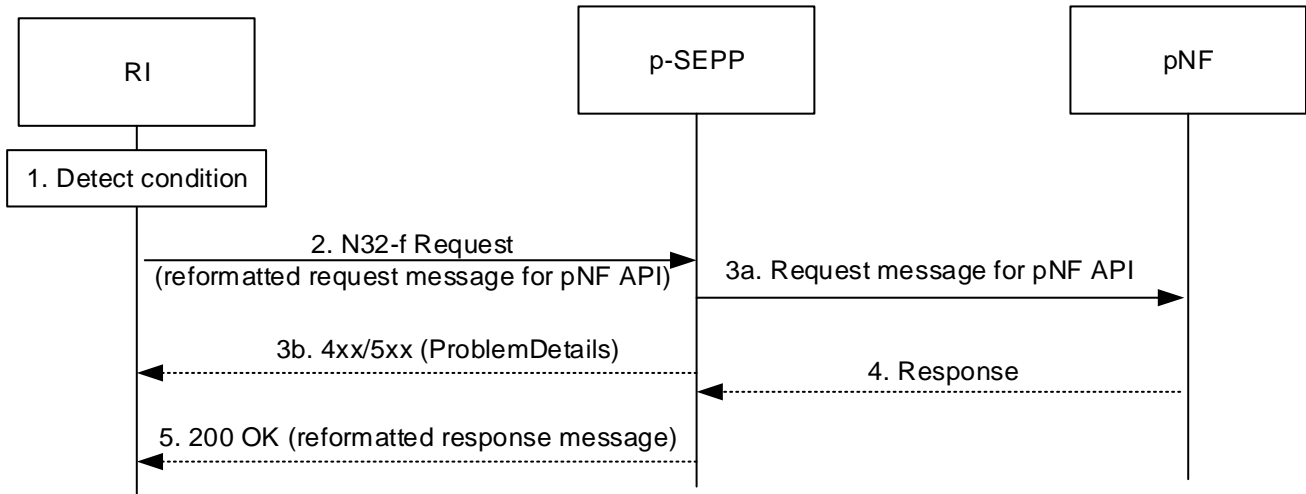 RI
p-SEPP
pNF
1. Detect condition
2. N32-f Request
(reformatted request message for pNF API)
3a. Request message for pNF API
3b. 4xx/5xx (ProblemDetails)
4. Response
5. 200 OK (reformatted response message)